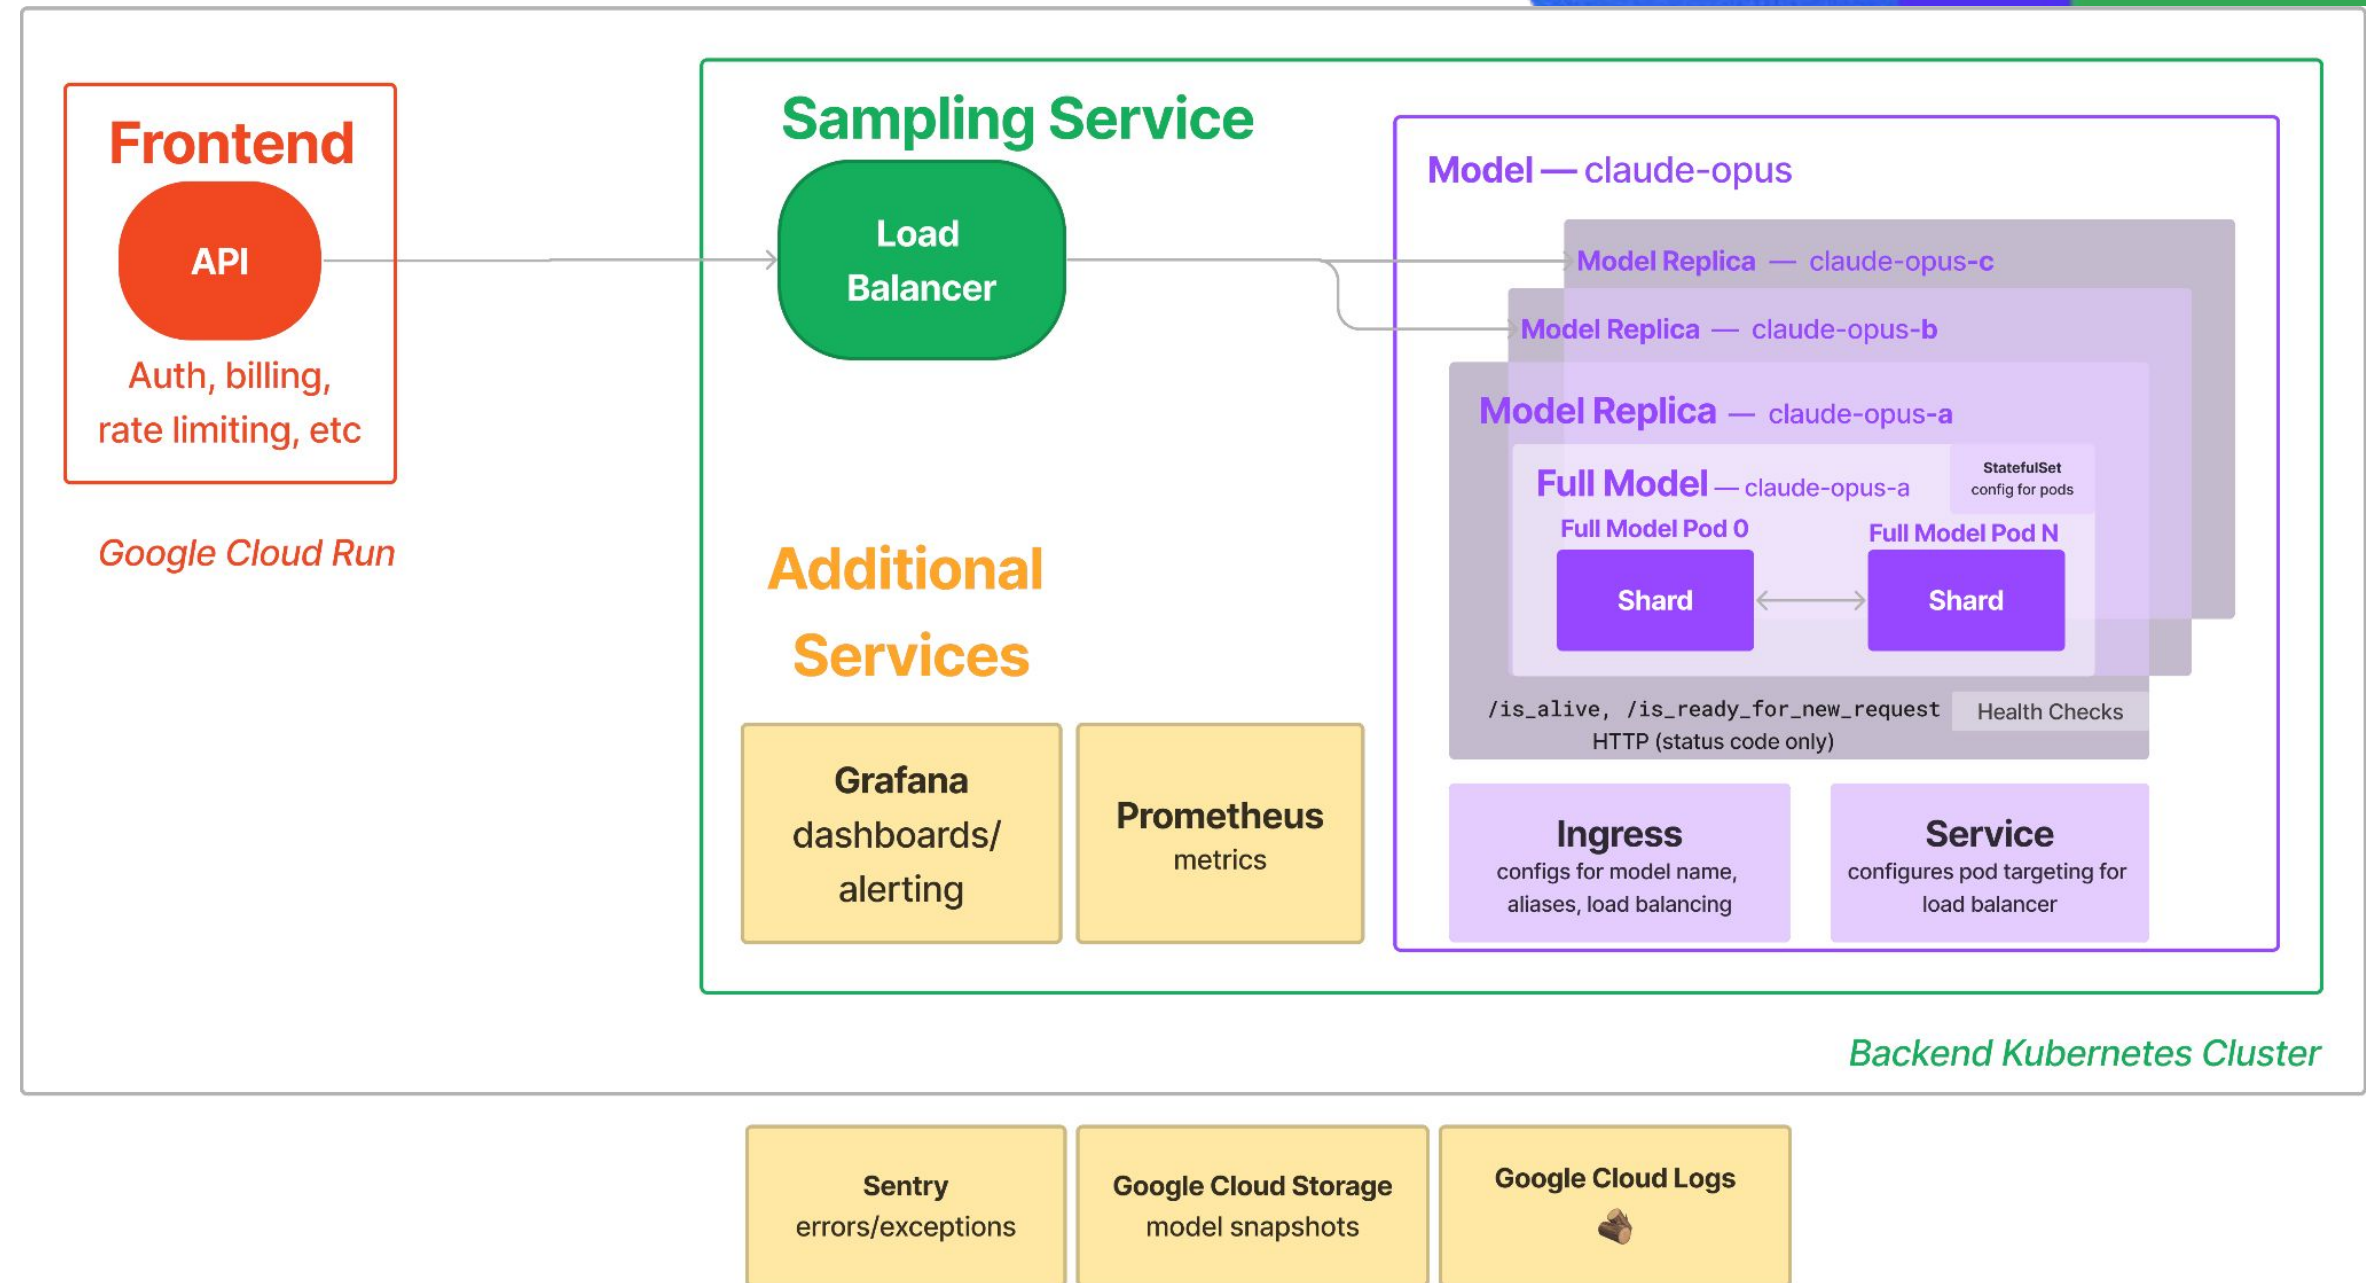 Frontend
API
Auth, billing,
rate limiting, etc
Google Cloud Run
Sampling Service
Load
Balancer
Additional
Services
Grafana
dashboards/
alerting
Prometheus
metrics
Model — claude-opus
Model Replica — claude-opus-c
Model Replica — claude-opus-b
Model Replica — claude-opus-a
Full Model — claude-opus-a
StatefulSet
config for pods
Full Model Pod 0
Full Model Pod N
Shard
Shard
/is_alive, /is_ready_for_new_request
HTTP (status code only)
Health Checks
Ingress
configs for model name,
aliases, load balancing
Service
configures pod targeting for
load balancer
Backend Kubernetes Cluster
Sentry
errors/exceptions
Google Cloud Storage
model snapshots
Google Cloud Logs